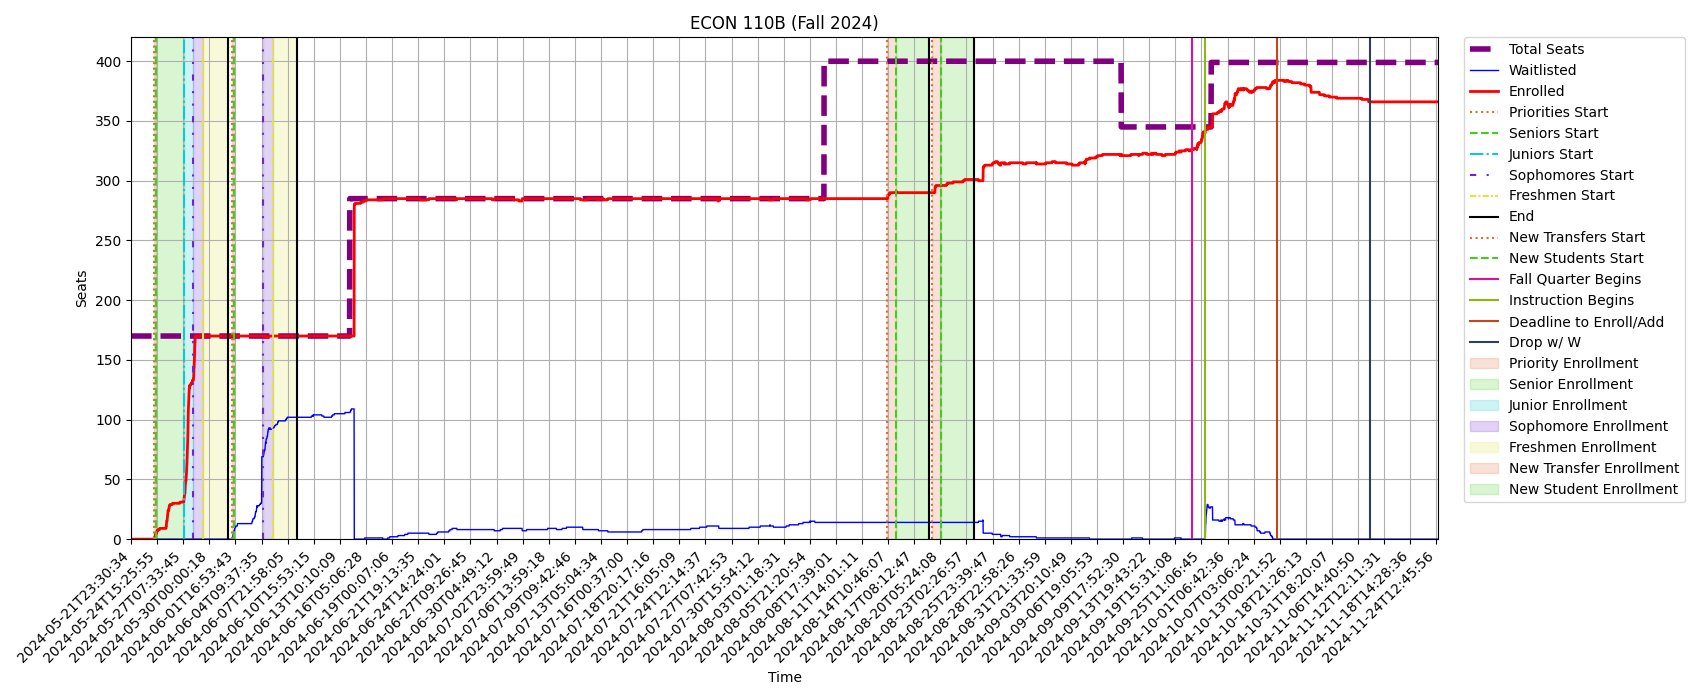 ECON 110B (Fall 2024)
Seats
400
350
300
250
200
150
100
50
0
2024-05-21T23:30:34
2024-05-24T15:25:55
2024-05-27T07:33:45
2024-05-30T00:00:18
2024-06-01T16:53:43
2024-06-04T09:37:35
2024-06-07T21:58:05
2024-06-10T15:53:15
2024-06-13T10:10:09
2024-06-16T05:06:28
2024-06-19T00:07:06
2024-06-21T19:13:35
2024-06-24T14:24:01
2024-06-27T09:26:45
2024-06-30T04:49:12
2024-07-02T23:59:49
2024-07-06T13:59:18
2024-07-09T09:42:46
2024-07-13T05:04:34
2024-07-16T00:37:00
2024-07-18T20:17:16
2024-07-21T16:05:09
2024-07-24T12:14:37
2024-07-27T07:42:53
2024-07-30T15:54:12
2024-08-03T01:18:31
2024-08-05T21:20:54
2024-08-08T17:39:01
2024-08-11T14:01:11
2024-08-14T10:46:07
2024-08-17T08:12:47
2024-08-20T05:24:08
2024-08-23T02:26:57
2024-08-25T23:39:47
2024-08-28T22:58:26
2024-08-31T21:33:59
2024-09-03T20:10:49
2024-09-06T19:05:53
2024-09-09T17:52:30
2024-09-13T19:43:22
2024-09-19T15:31:08
2024-09-25T11:06:45
2024-10-01T06:42:36
2024-10-07T03:06:24
2024-10-13T00:21:52
2024-10-18T21:26:13
2024-10-31T18:20:07
2024-11-06T14:40:50
2024-11-12T12:11:31
2024-11-18T14:28:36
2024-11-24T12:45:56
Time
Total Seats
Waitlisted
Enrolled
Priorities Start
Seniors Start
Juniors Start
Sophomores Start
Freshmen Start
End
New Transfers Start
New Students Start
Fall Quarter Begins
Instruction Begins
Deadline to Enroll/Add
Drop w/ W
Priority Enrollment
Senior Enrollment
Junior Enrollment
Sophomore Enrollment
Freshmen Enrollment
New Transfer Enrollment
New Student Enrollment